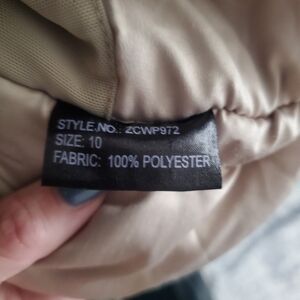 STYLE.NO.: ZCWP972
SIZE: 10
FABRIC: 100% POLYESTER